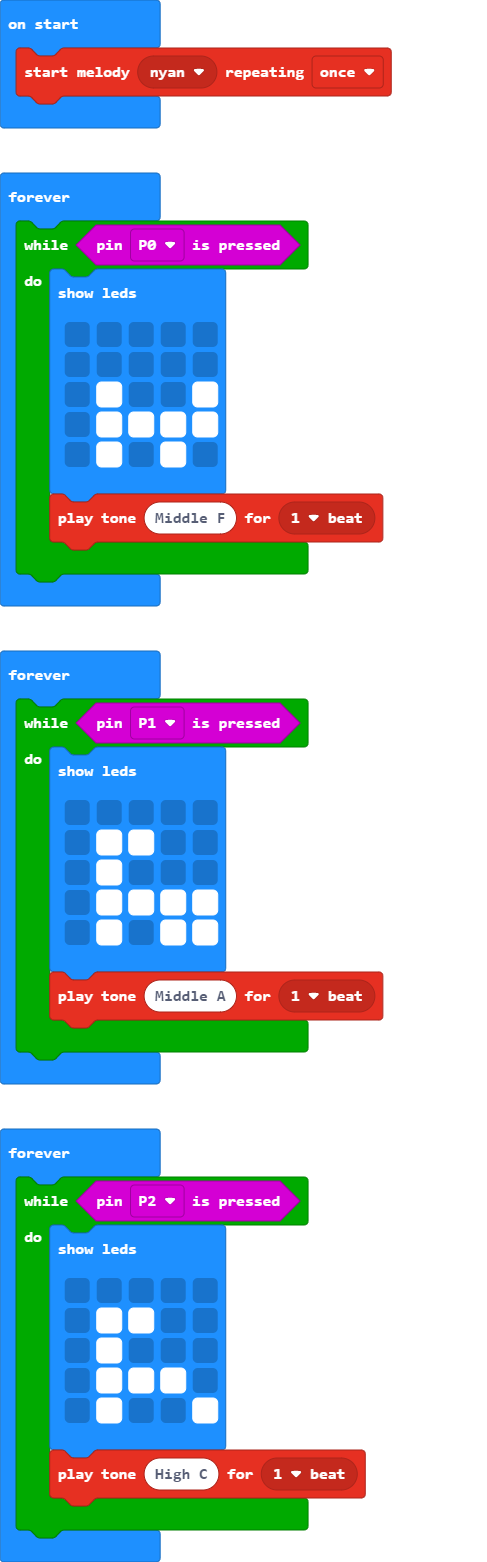 on start
start melody nyan repeating once
forever
while pin P0 is pressed
do
show leds
play tone Middle F for 1 beat
forever
while pin P1 is pressed
do
show leds
play tone Middle A for 1 beat
forever
while pin P2 is pressed
do
show leds
play tone High C for 1 beat